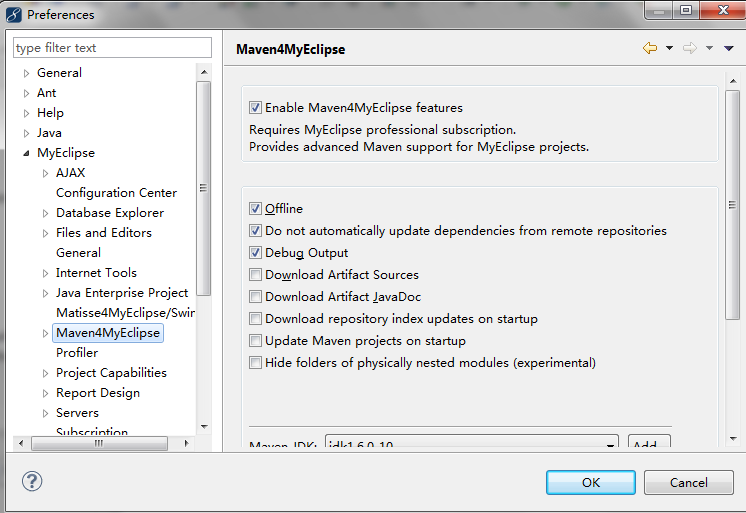 Preferences
type filter text
General
Ant
Help
Java
MyEclipse
AJAX
Configuration Center
Database Explorer
Files and Editors
General
Internet Tools
Java Enterprise Project
Matisse4MyEclipse/Swin
Maven4MyEclipse
Profiler
Project Capabilities
Report Design
Servers
Subscription
Maven4MyEclipse
Enable Maven4MyEclipse features
Requires MyEclipse professional subscription.
Provides advanced Maven support for MyEclipse projects.
Offline
Do not automatically update dependencies from remote repositories
Debug Output
Download Artifact Sources
Download Artifact JavaDoc
Download repository index updates on startup
Update Maven projects on startup
Hide folders of physically nested modules (experimental)
Maven JDK: jdk1.6.0_10 Add...
?
OK Cancel